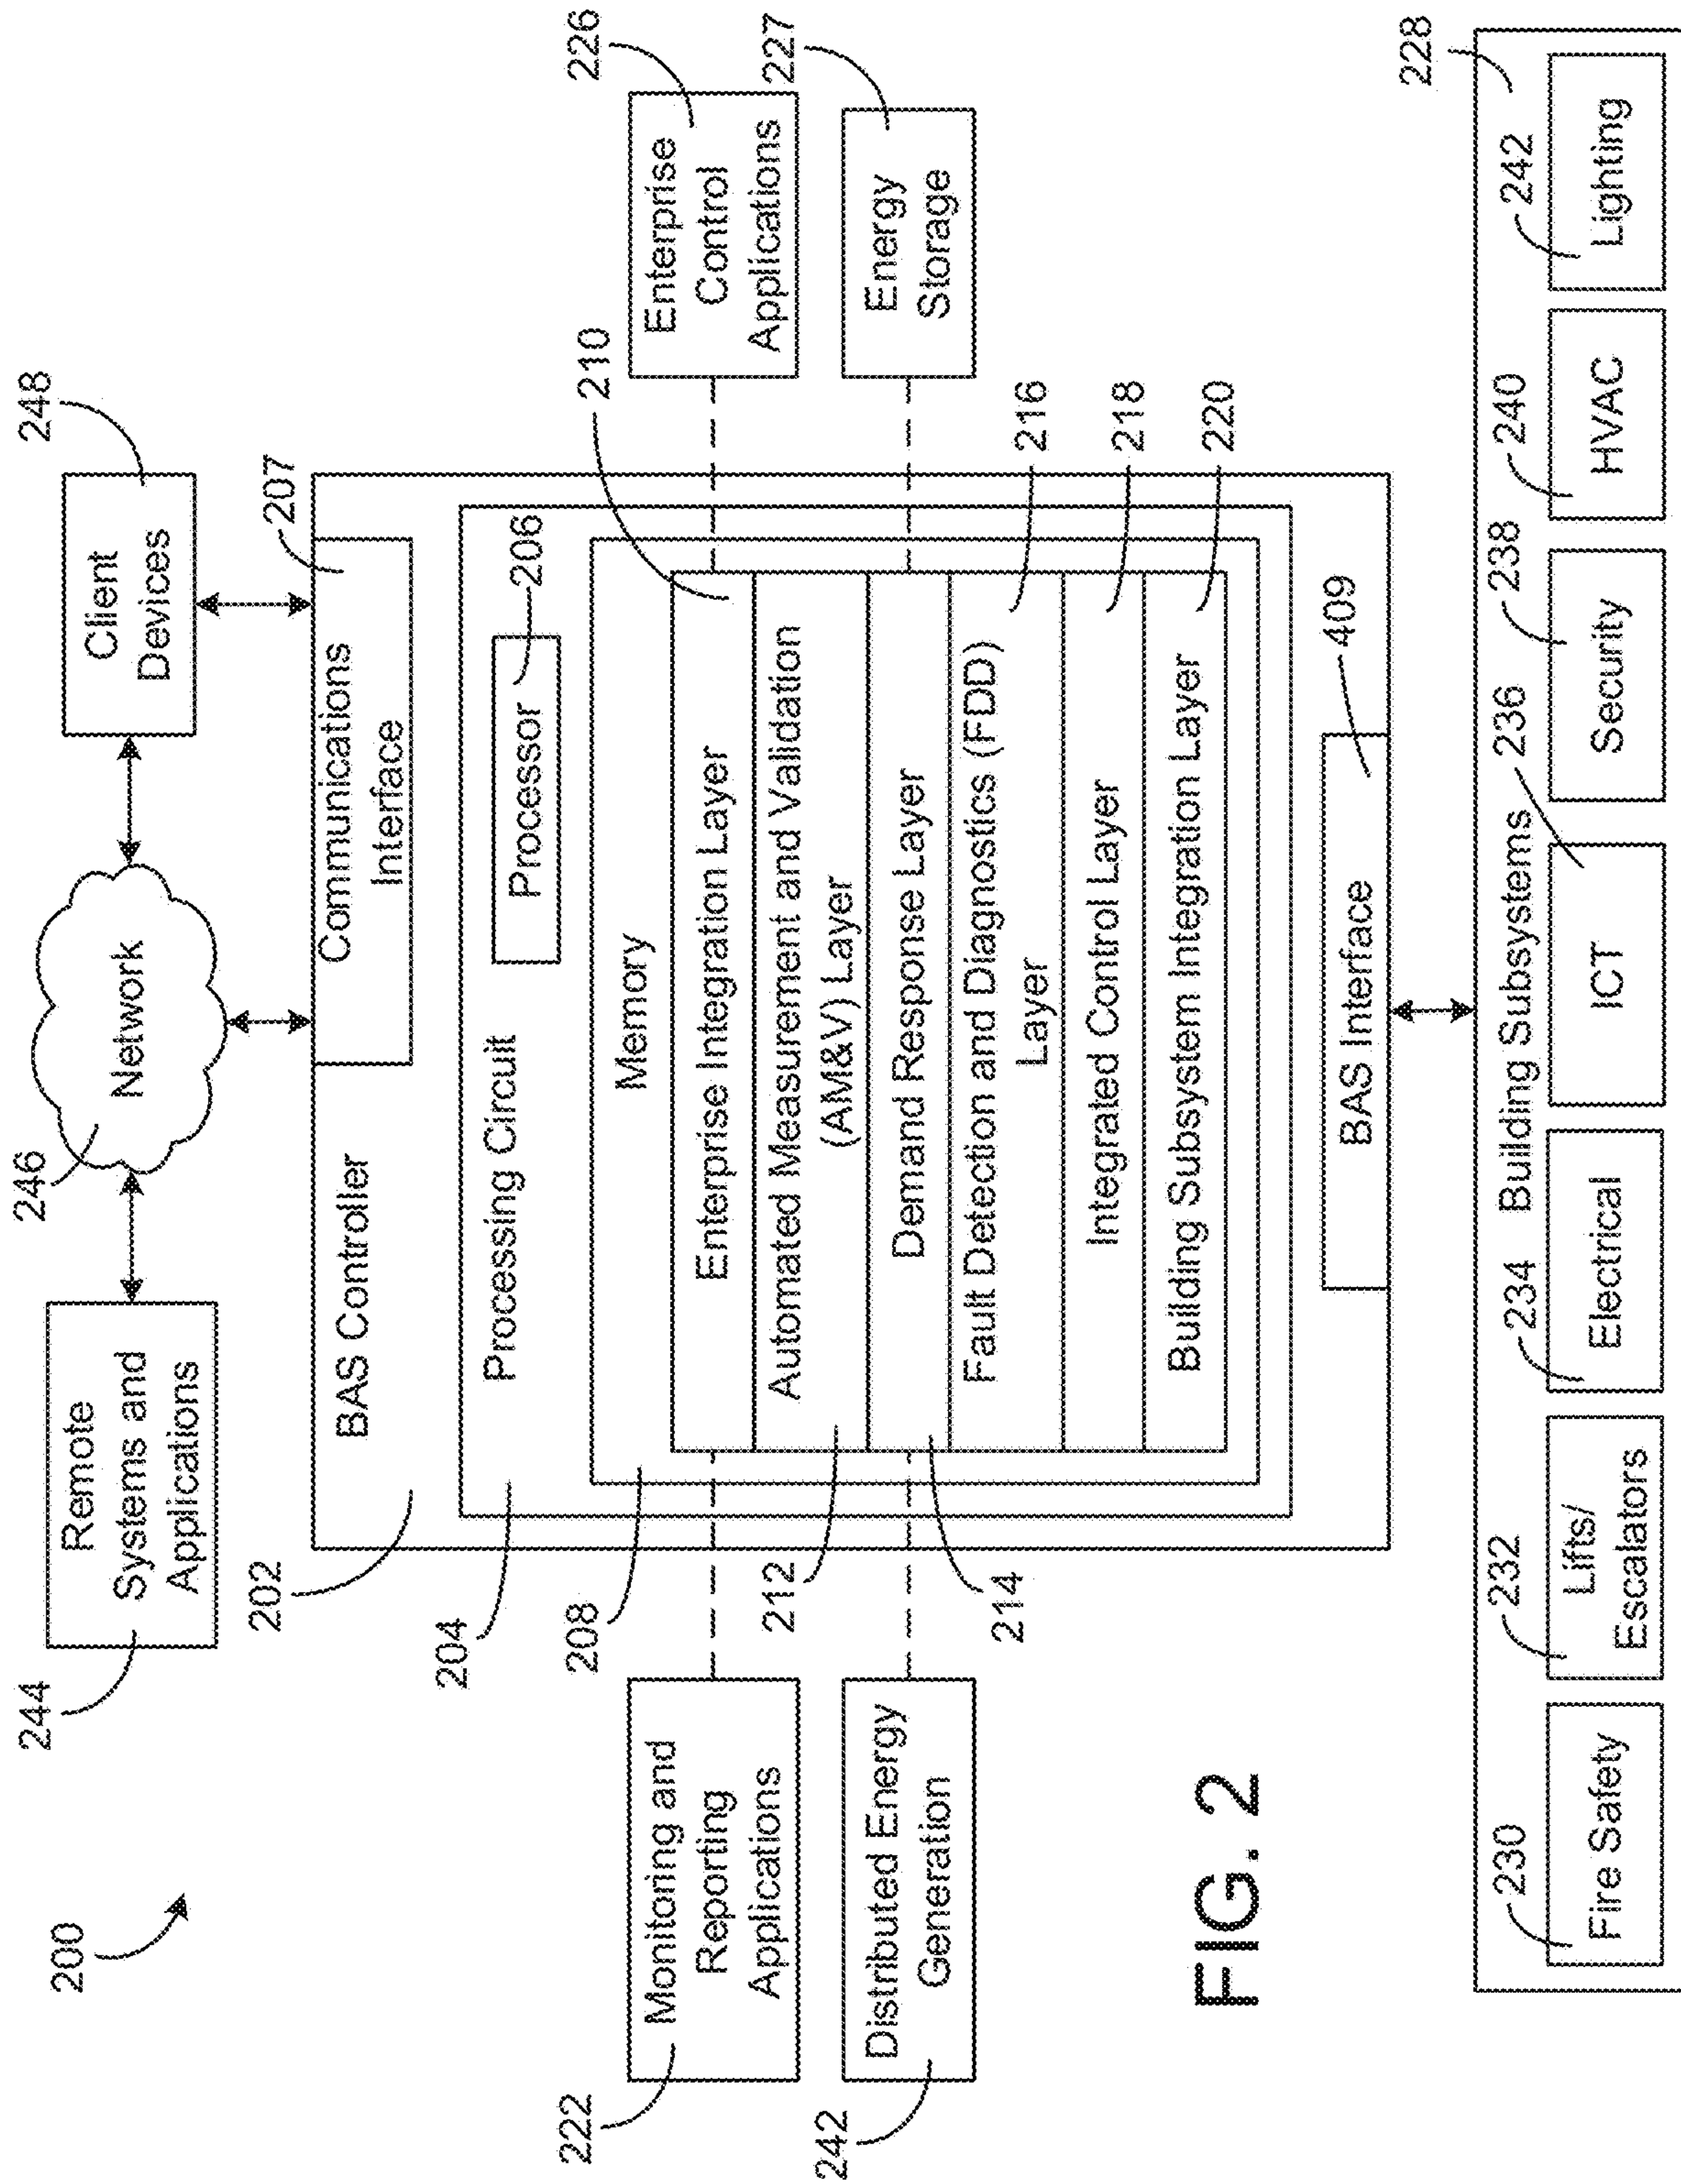 200
244
Remote
Systems and
Applications
246
Network
248
Client
Devices
202
BAS Controller
207
Communications
Interface
204
Processing Circuit
Processor
206
208
Memory
210
Enterprise Integration Layer
Automated Measurement and Validation
(AM&V) Layer
212
Demand Response Layer
214
Fault Detection and Diagnostics (FDD)
Layer
216
Integrated Control Layer
218
Building Subsystem Integration Layer
220
222
Monitoring and
Reporting
Applications
242
Distributed Energy
Generation
226
Enterprise
Control
Applications
227
Energy
Storage
BAS Interface
409
FIG. 2
Building Subsystems
228
230
Fire Safety
232
Lifts/
Escalators
234
Electrical
236
ICT
238
Security
240
HVAC
242
Lighting